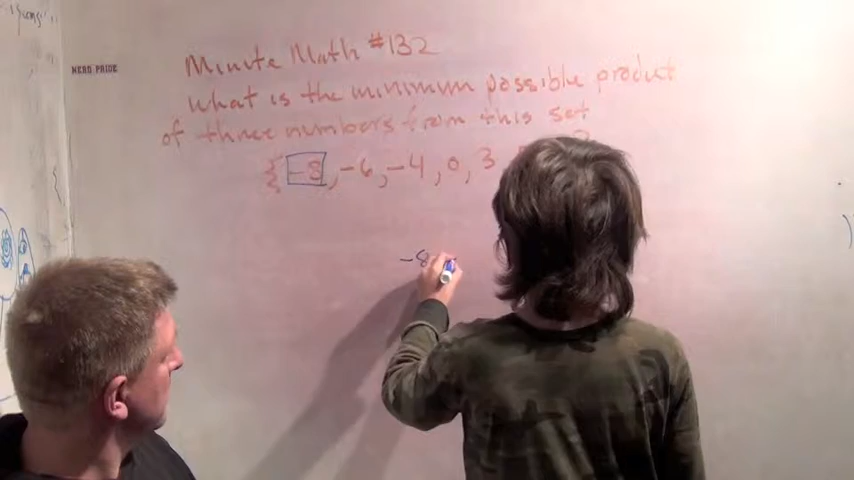 HERD PRIDE
Minute Math #132
What is the minimum possible product
of three numbers from this set
{ -8, -6, -4, 0, 3
-8